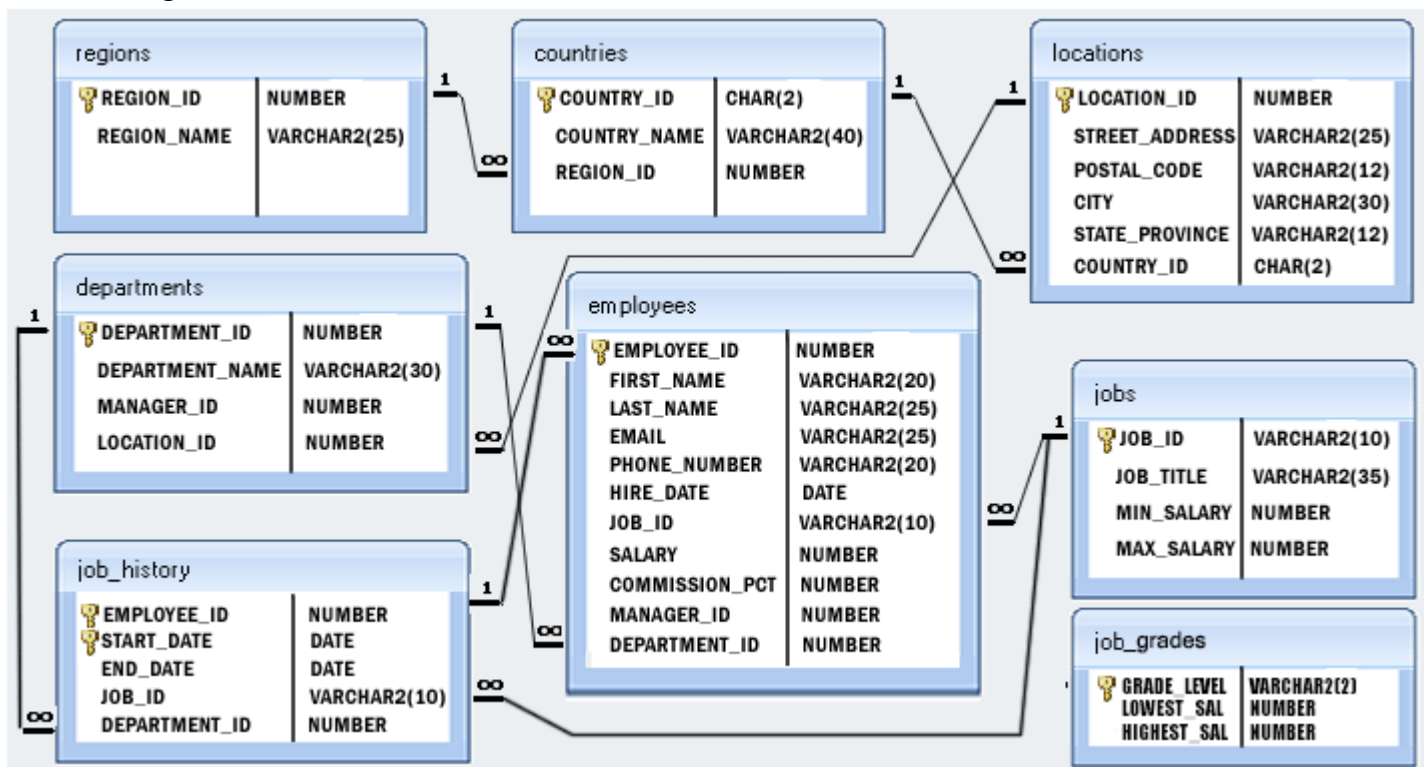 regions
REGION_ID NUMBER
REGION_NAME VARCHAR2(25)
1
∞
countries
COUNTRY_ID CHAR(2)
COUNTRY_NAME VARCHAR2(40)
REGION_ID NUMBER
1
∞
locations
1
LOCATION_ID NUMBER
STREET_ADDRESS VARCHAR2(25)
POSTAL_CODE VARCHAR2(12)
CITY VARCHAR2(30)
STATE_PROVINCE VARCHAR2(12)
COUNTRY_ID CHAR(2)
departments
1
DEPARTMENT_ID NUMBER
DEPARTMENT_NAME VARCHAR2(30)
MANAGER_ID NUMBER
LOCATION_ID NUMBER
1
∞
employees
∞
EMPLOYEE_ID NUMBER
FIRST_NAME VARCHAR2(20)
LAST_NAME VARCHAR2(25)
EMAIL VARCHAR2(25)
PHONE_NUMBER VARCHAR2(20)
HIRE_DATE DATE
JOB_ID VARCHAR2(10)
SALARY NUMBER
COMMISSION_PCT NUMBER
MANAGER_ID NUMBER
DEPARTMENT_ID NUMBER
∞
∞
jobs
1
JOB_ID VARCHAR2(10)
JOB_TITLE VARCHAR2(35)
MIN_SALARY NUMBER
MAX_SALARY NUMBER
job_history
EMPLOYEE_ID NUMBER
START_DATE DATE
END_DATE DATE
JOB_ID VARCHAR2(10)
DEPARTMENT_ID NUMBER
1
∞
∞
job_grades
GRADE_LEVEL VARCHAR2(2)
LOWEST_SAL NUMBER
HIGHEST_SAL NUMBER